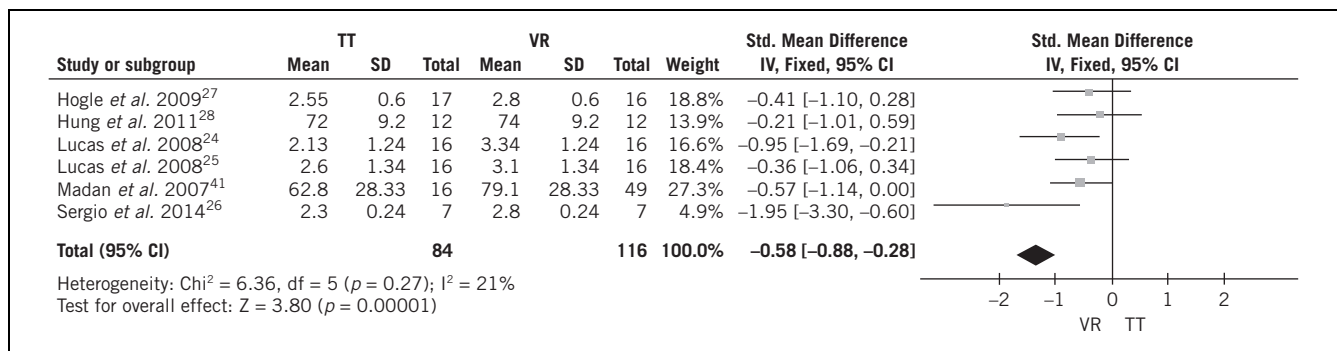 TT VR Std. Mean Difference Std. Mean Difference
Study or subgroup Mean SD Total Mean SD Total Weight IV, Fixed, 95% CI IV, Fixed, 95% CI
Hogle et al. 2009²⁷ 2.55 0.6 17 2.8 0.6 16 18.8% –0.41 [–1.10, 0.28]
Hung et al. 2011²⁸ 72 9.2 12 74 9.2 12 13.9% –0.21 [–1.01, 0.59]
Lucas et al. 2008²⁴ 2.13 1.24 16 3.34 1.24 16 16.6% –0.95 [–1.69, –0.21]
Lucas et al. 2008²⁵ 2.6 1.34 16 3.1 1.34 16 18.4% –0.36 [–1.06, 0.34]
Madan et al. 2007⁴¹ 62.8 28.33 16 79.1 28.33 49 27.3% –0.57 [–1.14, 0.00]
Sergio et al. 2014²⁶ 2.3 0.24 7 2.8 0.24 7 4.9% –1.95 [–3.30, –0.60]
Total (95% CI) 84 116 100.0% –0.58 [–0.88, –0.28]
Heterogeneity: Chi² = 6.36, df = 5 (p = 0.27); I² = 21%
Test for overall effect: Z = 3.80 (p = 0.00001)
–2 –1 0 1 2
VR TT